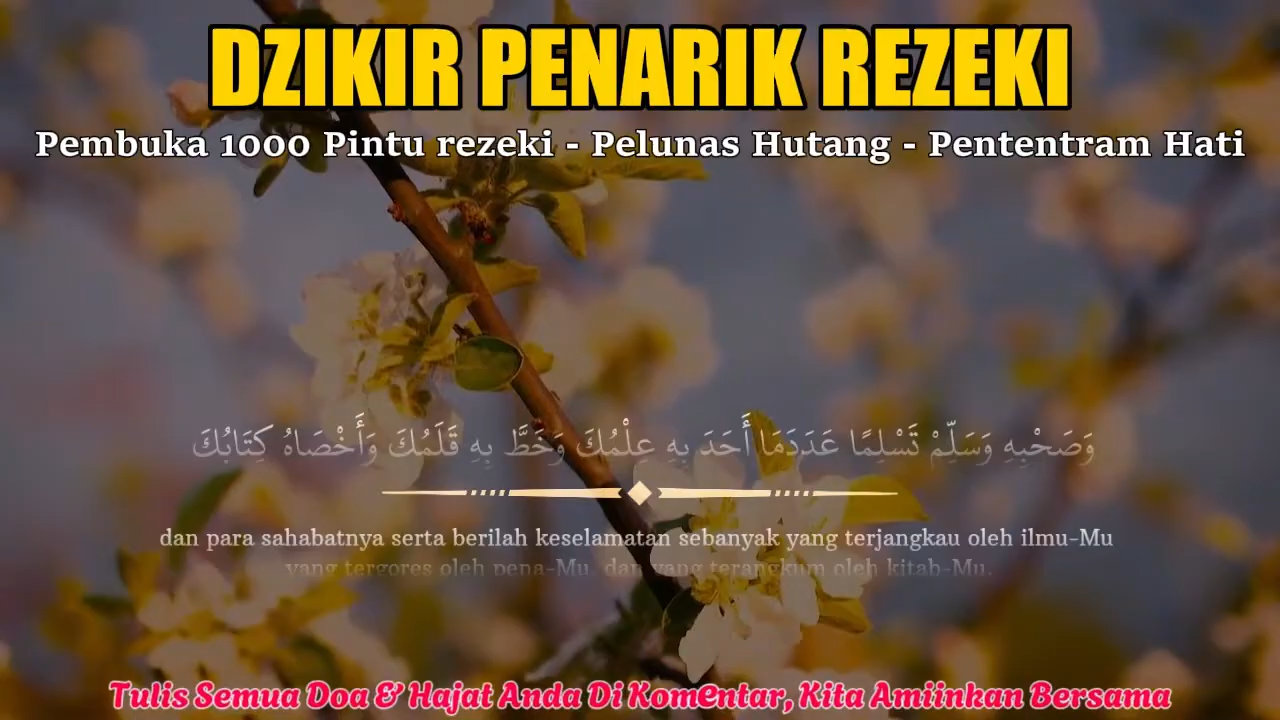 DZIKIR PENARIK REZEKI
Pembuka 1000 Pintu rezeki - Pelunas Hutang - Pententram Hati
وَصَحْبِهِ وَسَلِّمْ تَسْلِمًا عَدَدَمَا أَحَدَ بِهِ عِلْمُكَ وَخَطَّ بِهِ قَلَمُكَ وَأَخْصَاهُ كِتَابُكَ
dan para sahabatnya serta berilah keselamatan sebanyak yang terjangkau oleh ilmu-Mu
yang tergores oleh pena-Mu, dan yang terangkum oleh kitab-Mu.
Tulis Semua Doa & Hajat Anda Di Komentar, Kita Amiinkan Bersama